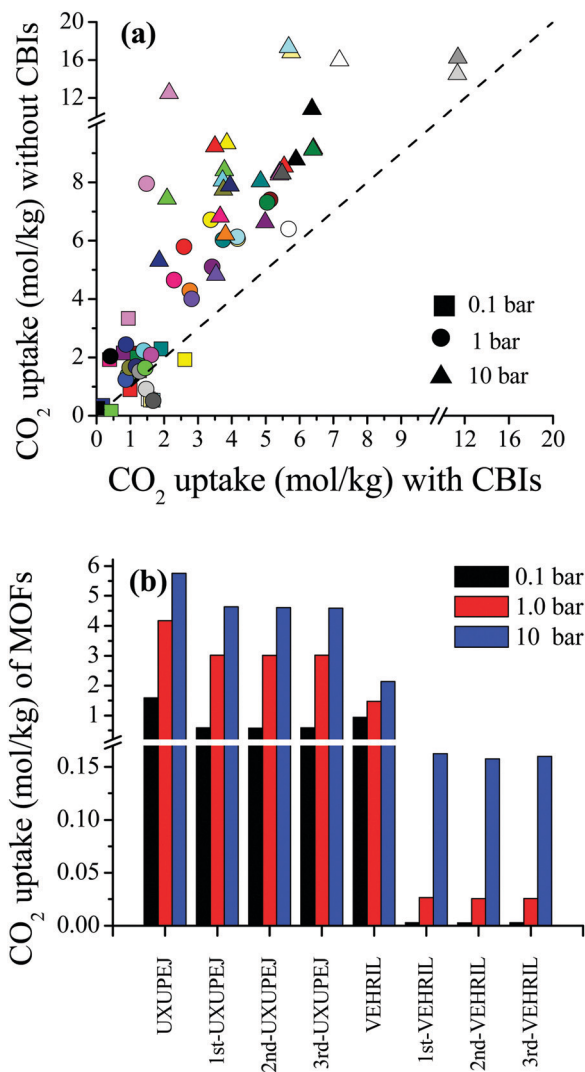 (a)
CO₂ uptake (mol/kg) without CBIs
20
16
12
8
6
4
2
0
0.1 bar
1 bar
10 bar
0 1 2 3 4 5 6 7 8 9 12 16 20
CO₂ uptake (mol/kg) with CBIs
(b)
CO₂ uptake (mol/kg) of MOFs
0.1 bar
1.0 bar
10 bar
6
5
4
3
2
1
0.15
0.10
0.05
0.00
UXUPEJ
1st-UXUPEJ
2nd-UXUPEJ
3rd-UXUPEJ
VEHRIL
1st-VEHRIL
2nd-VEHRIL
3rd-VEHRIL